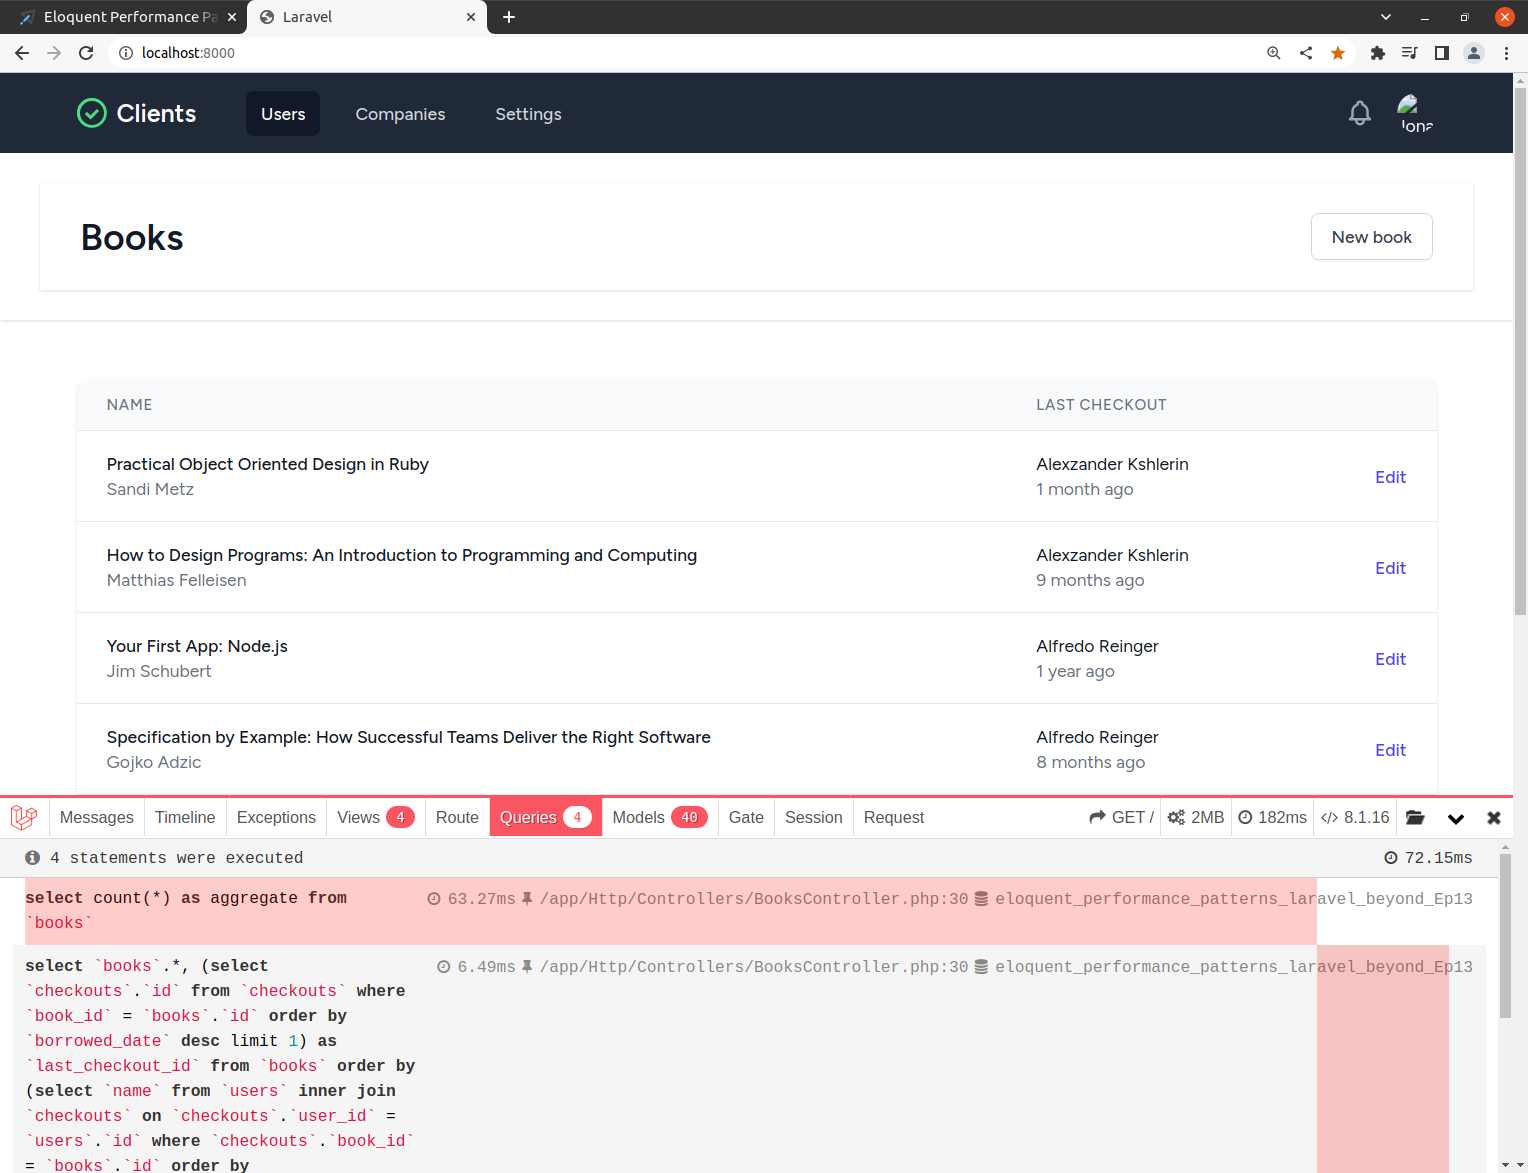 Eloquent Performance Pa
Laravel
localhost:8000
Clients
Users
Companies
Settings
Jona
Books
New book
NAME
LAST CHECKOUT
Practical Object Oriented Design in Ruby
Sandi Metz
Alexzander Kshlerin
1 month ago
Edit
How to Design Programs: An Introduction to Programming and Computing
Matthias Felleisen
Alexzander Kshlerin
9 months ago
Edit
Your First App: Node.js
Jim Schubert
Alfredo Reinger
1 year ago
Edit
Specification by Example: How Successful Teams Deliver the Right Software
Gojko Adzic
Alfredo Reinger
8 months ago
Edit
Messages Timeline Exceptions Views 4 Route Queries 4 Models 40 Gate Session Request GET / 2MB 182ms </> 8.1.16
4 statements were executed
72.15ms
select count(*) as aggregate from
`books`
63.27ms /app/Http/Controllers/BooksController.php:30 eloquent_performance_patterns_laravel_beyond_Ep13
select `books`.*, (select
`checkouts`.`id` from `checkouts` where
`book_id` = `books`.`id` order by
`borrowed_date` desc limit 1) as
`last_checkout_id` from `books` order by
(select `name` from `users` inner join
`checkouts` on `checkouts`.`user_id` =
`users`.`id` where `checkouts`.`book_id`
= `books`.`id` order by
6.49ms /app/Http/Controllers/BooksController.php:30 eloquent_performance_patterns_laravel_beyond_Ep13